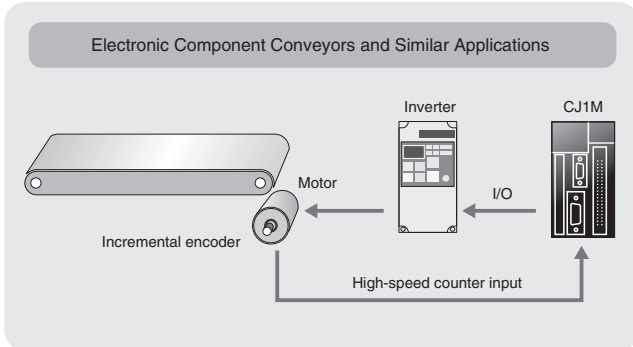 Electronic Component Conveyors and Similar Applications
Inverter
CJ1M
Motor
I/O
Incremental encoder
High-speed counter input